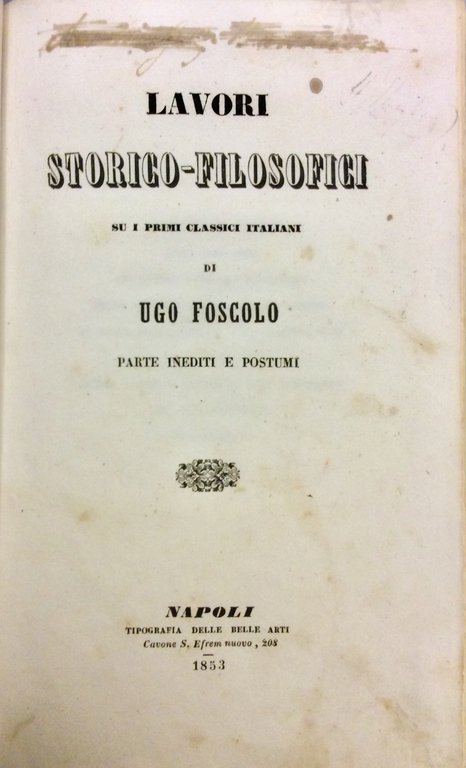 LAVORI
STORICO-FILOSOFICI
SU I PRIMI CLASSICI ITALIANI
DI
UGO FOSCOLO
PARTE INEDITI E POSTUMI
NAPOLI
TIPOGRAFIA DELLE BELLE ARTI
Cavone S. Efrem nuovo, 208
1853